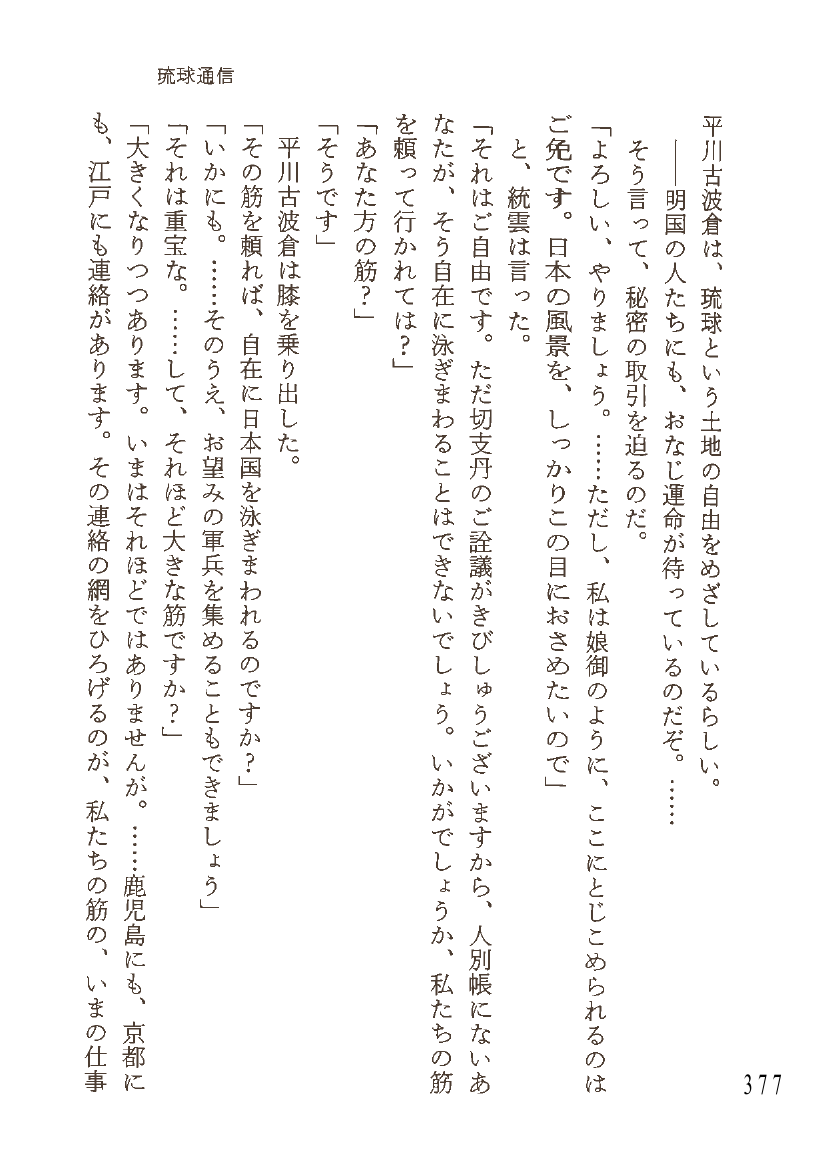 琉球通信
平川古波倉は、琉球という土地の自由をめざしているらしい。
――明国の人たちにも、おなじ運命が待っているのだぞ。……
そう言って、秘密の取引を迫るのだ。
「よろしい、やりましょう。……ただし、私は娘御のように、ここにとじこめられるのは
ご免です。日本の風景を、しっかりこの目におさめたいので」
と、統雲は言った。
「それはご自由です。ただ切支丹のご詮議がきびしゅうございますから、人別帳にないあ
なたが、そう自在に泳ぎまわることはできないでしょう。いかがでしょうか、私たちの筋
を頼って行かれては?」
「あなた方の筋?」
「そうです」
平川古波倉は膝を乗り出した。
「その筋を頼れば、自在に日本国を泳ぎまわれるのですか?」
「いかにも。……そのうえ、お望みの軍兵を集めることもできましょう」
「それは重宝な。……して、それほど大きな筋ですか?」
「大きくなりつつあります。いまはそれほどではありませんが。……鹿児島にも、京都に
も、江戸にも連絡があります。その連絡の網をひろげるのが、私たちの筋の、いまの仕事
377